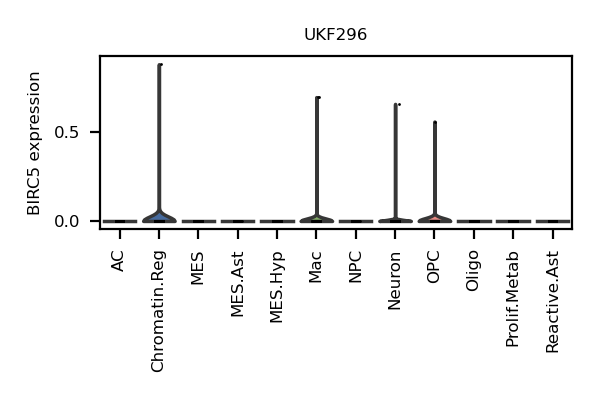 UKF296
BIRC5 expression
0.5
0.0
AC
Chromatin.Reg
MES
MES.Ast
MES.Hyp
Mac
NPC
Neuron
OPC
Oligo
Prolif.Metab
Reactive.Ast